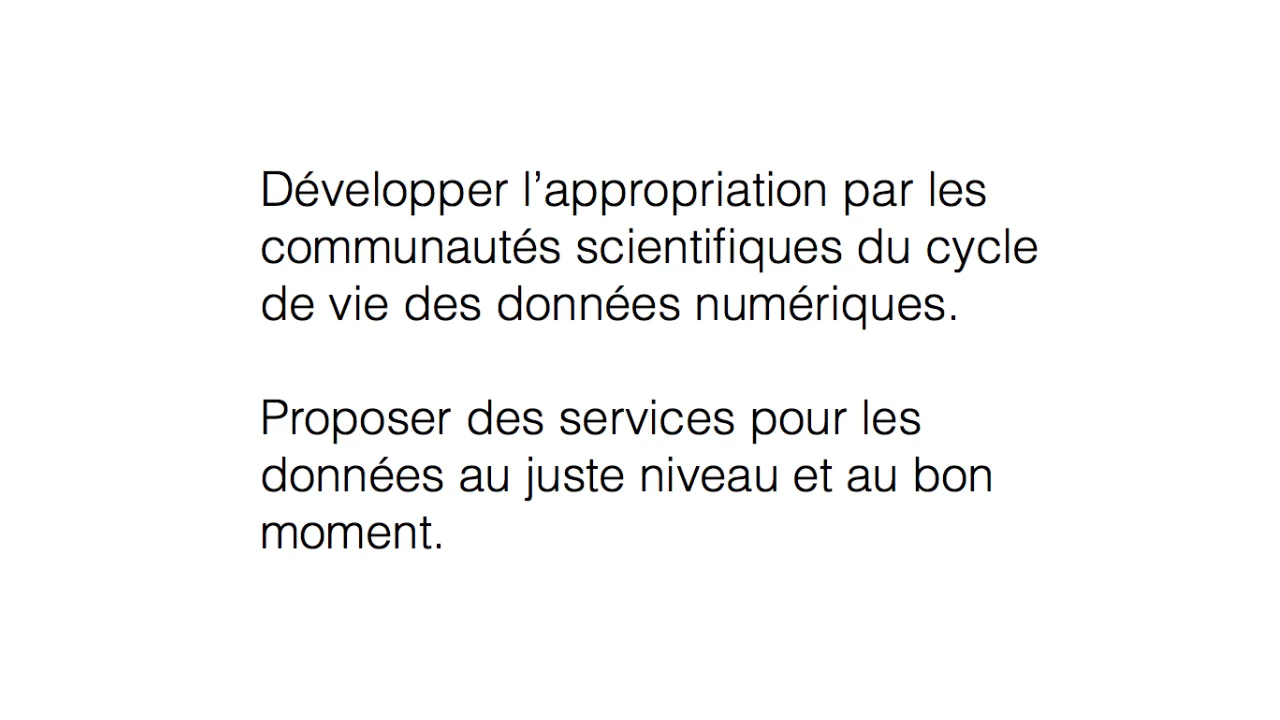 Développer l’appropriation par les
communautés scientifiques du cycle
de vie des données numériques.
Proposer des services pour les
données au juste niveau et au bon
moment.